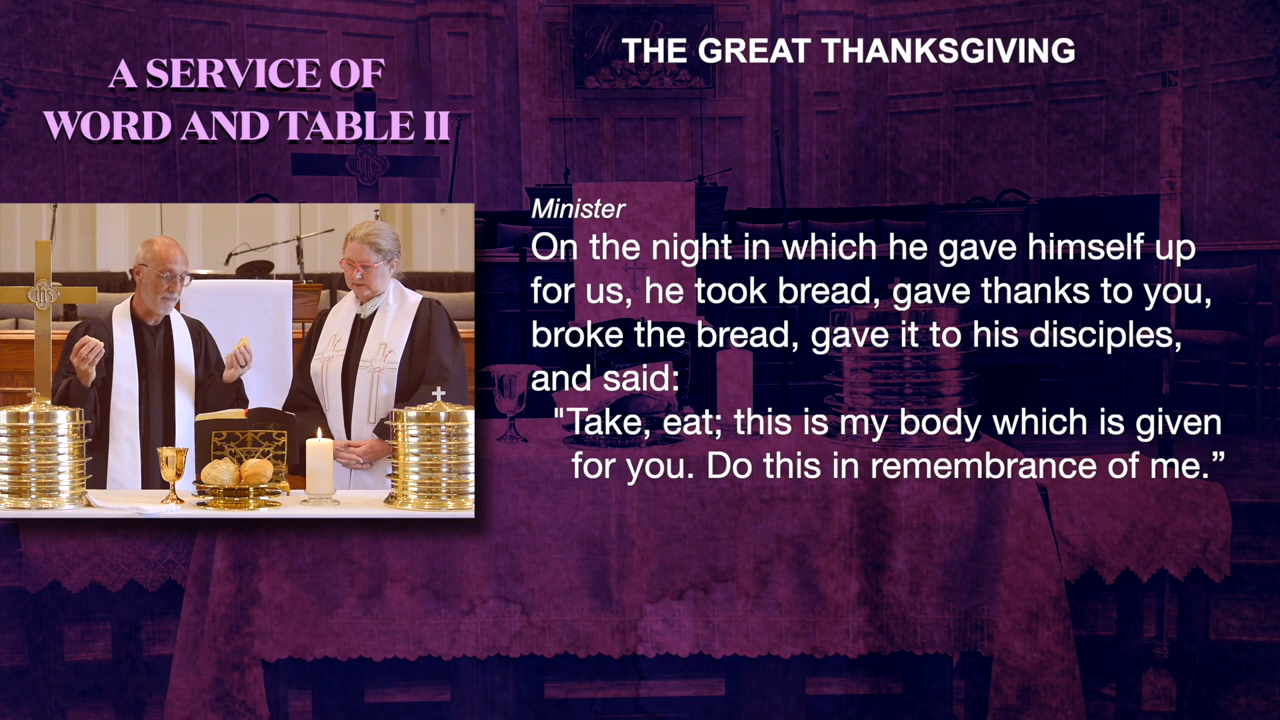 A SERVICE OF
WORD AND TABLE II
THE GREAT THANKSGIVING
Minister
On the night in which he gave himself up
for us, he took bread, gave thanks to you,
broke the bread, gave it to his disciples,
and said:
"Take, eat; this is my body which is given
for you. Do this in remembrance of me.”
IHS